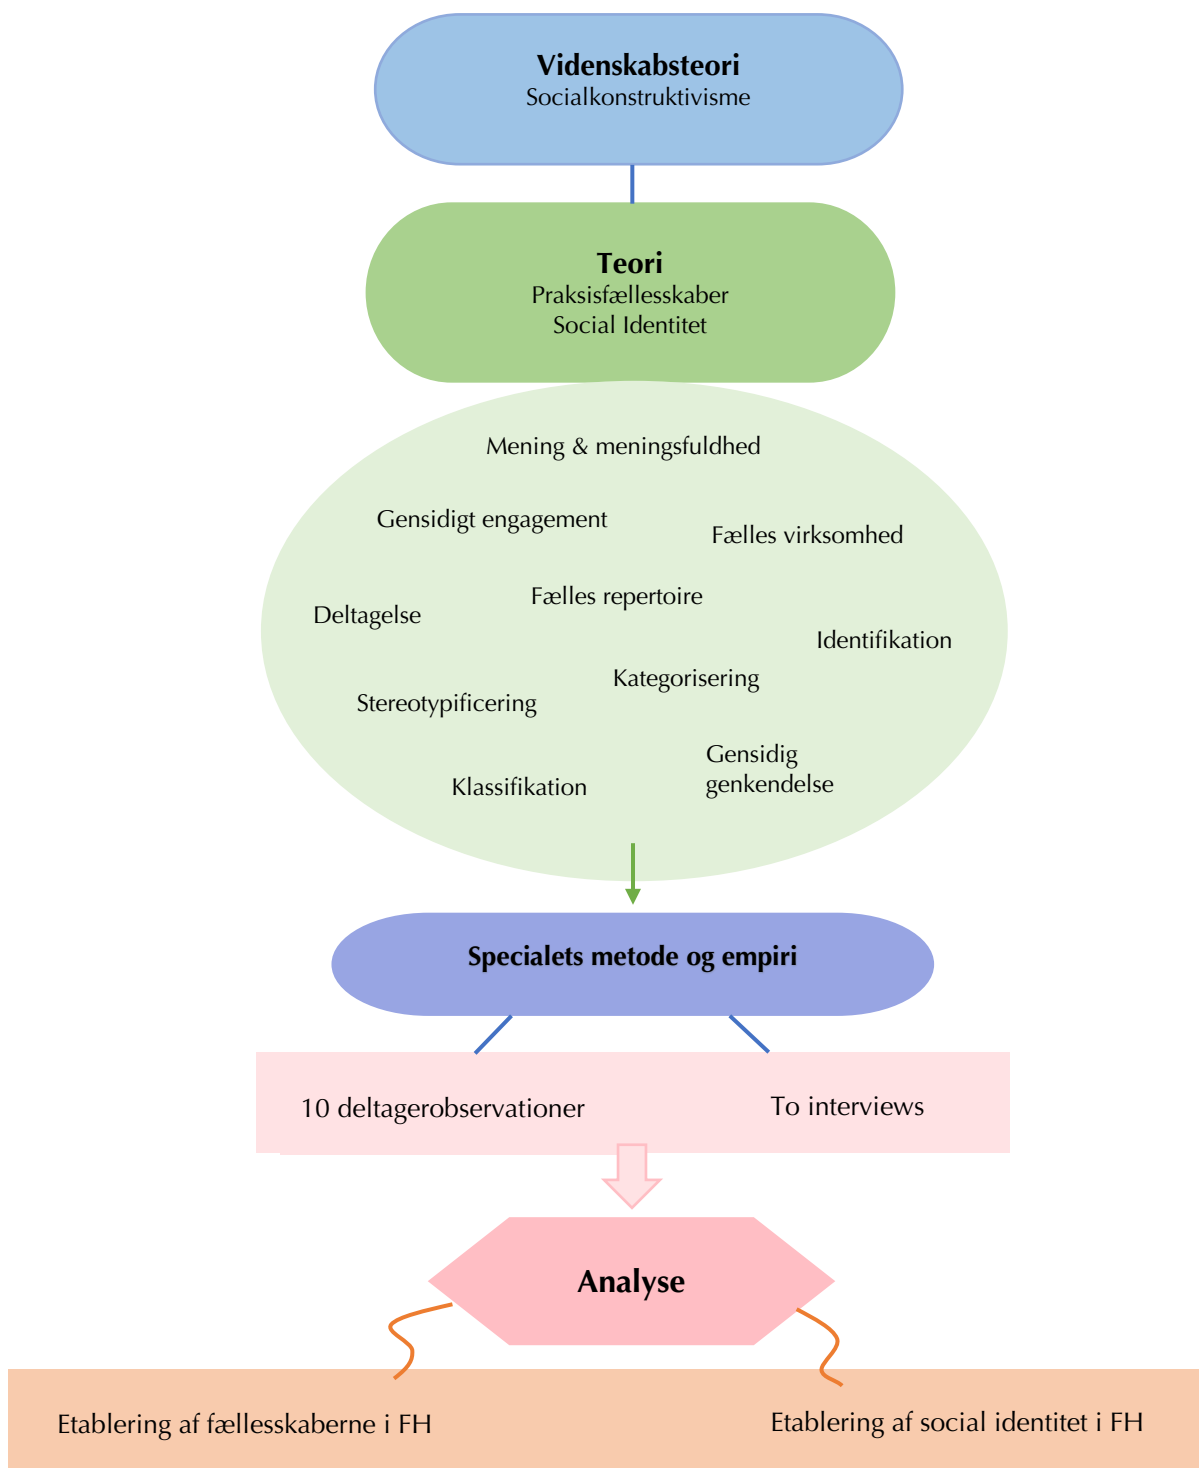 Videnskabsteori
Socialkonstruktivisme
Teori
Praksisfællesskaber
Social Identitet
Mening & meningsfuldhed
Gensidigt engagement
Fælles virksomhed
Fælles repertoire
Deltagelse
Identifikation
Kategorisering
Stereotypificering
Gensidig
genkendelse
Klassifikation
Specialets metode og empiri
10 deltagerobservationer
To interviews
Analyse
Etablering af fællesskaberne i FH
Etablering af social identitet i FH